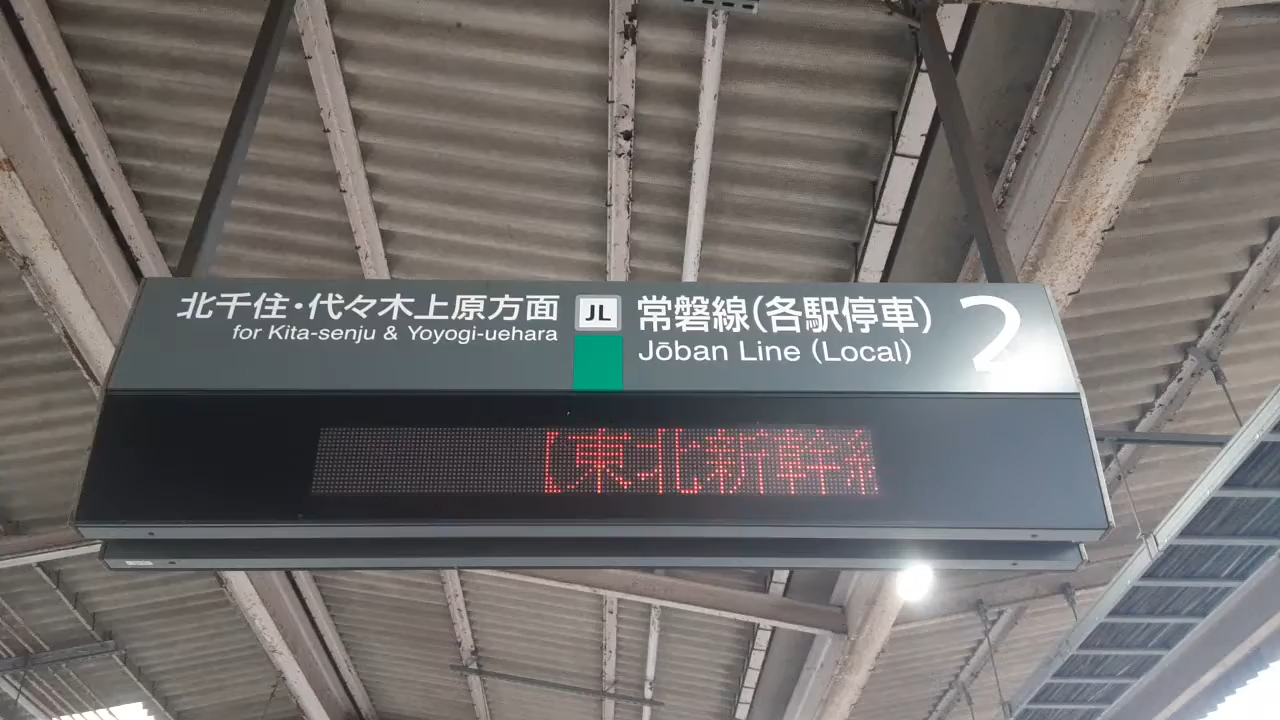 北千住・代々木上原方面
for Kita-senju & Yoyogi-uehara
JL
常磐線(各駅停車)
Jōban Line (Local)
2
【東北新幹線